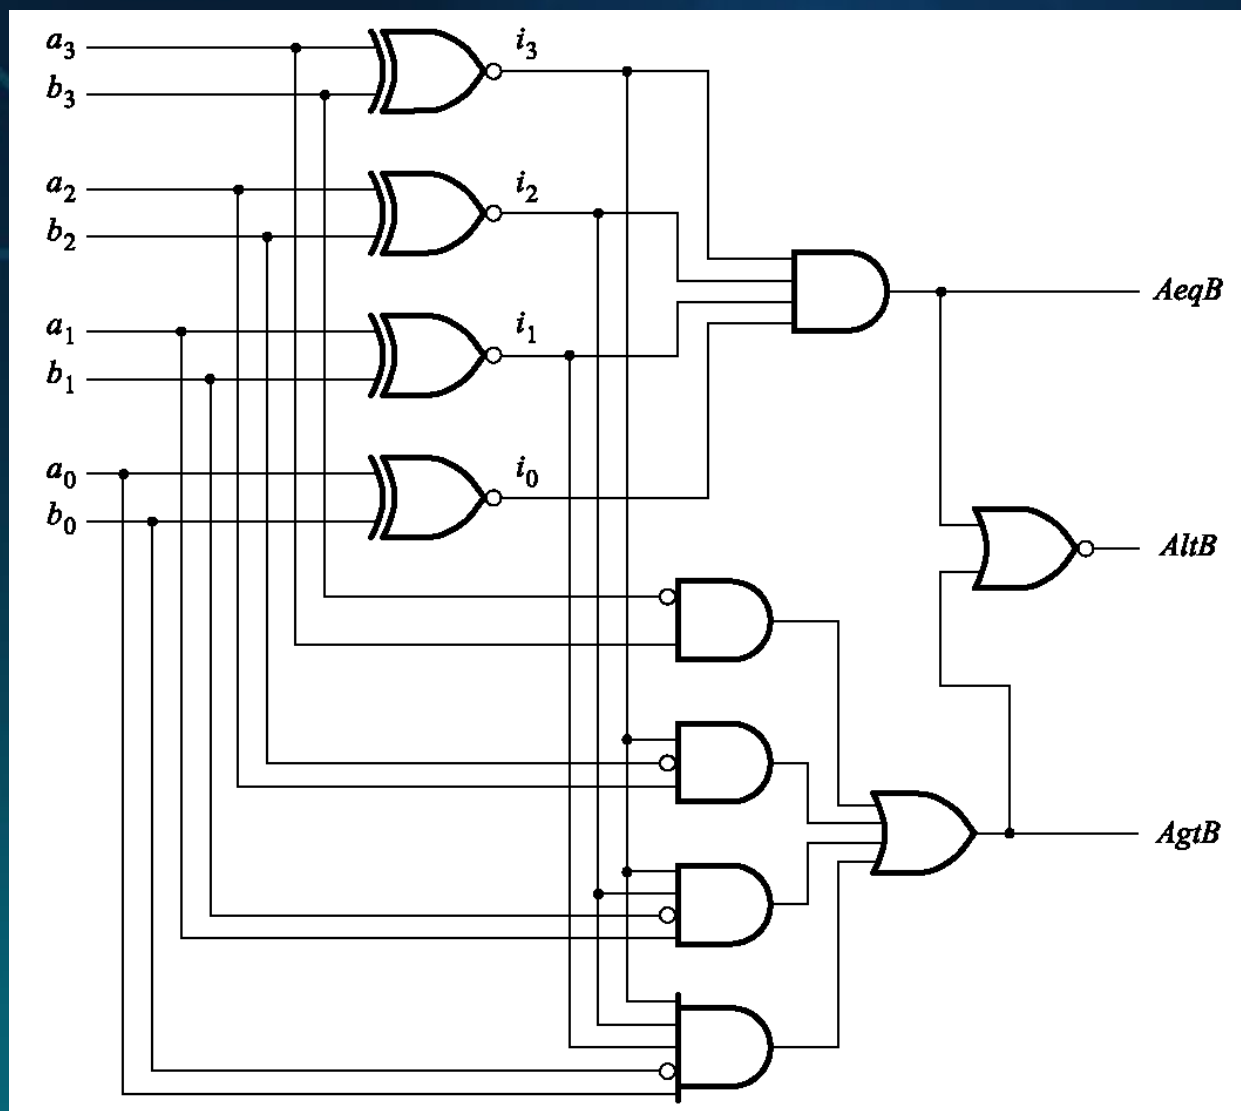 a₃
b₃
i₃
a₂
b₂
i₂
a₁
b₁
i₁
AeqB
a₀
b₀
i₀
AltB
AgtB